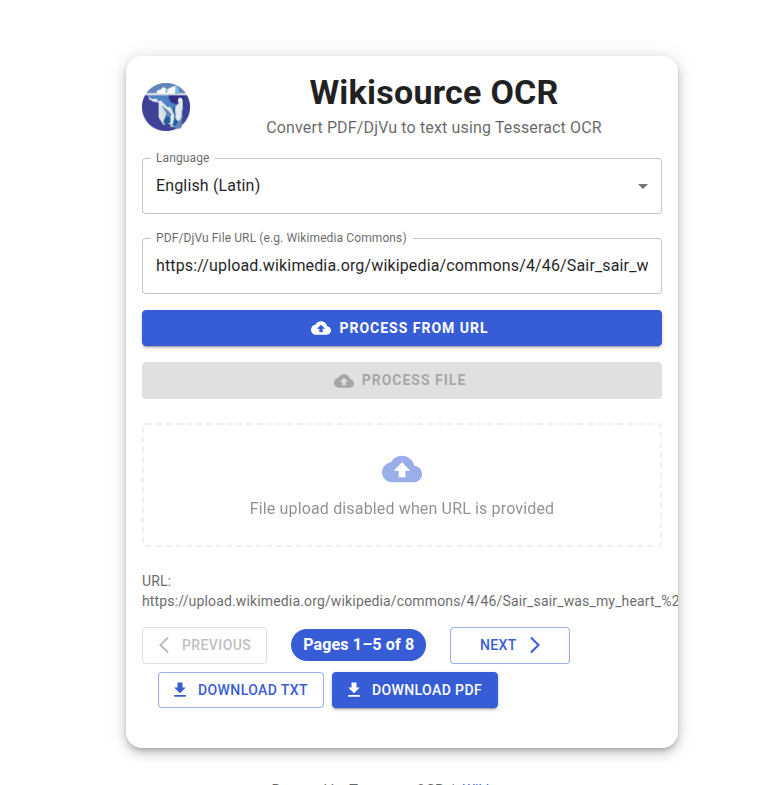 Wikisource OCR
Convert PDF/DjVu to text using Tesseract OCR
Language
English (Latin)
PDF/DjVu File URL (e.g. Wikimedia Commons)
https://upload.wikimedia.org/wikipedia/commons/4/46/Sair_sair_w
PROCESS FROM URL
PROCESS FILE
File upload disabled when URL is provided
URL:
https://upload.wikimedia.org/wikipedia/commons/4/46/Sair_sair_was_my_heart_%2
PREVIOUS
Pages 1–5 of 8
NEXT
DOWNLOAD TXT
DOWNLOAD PDF